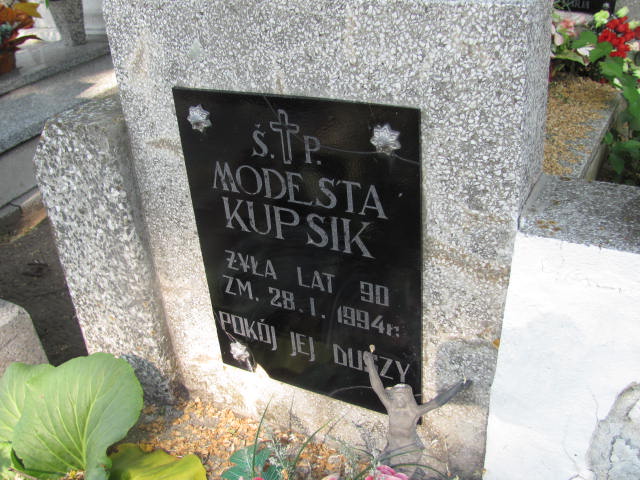 Ś. P.
MODESTA
KUPSIK
ŻYŁA LAT 90
ZM. 28.I. 1994r.
POKÓJ JEJ DUSZY